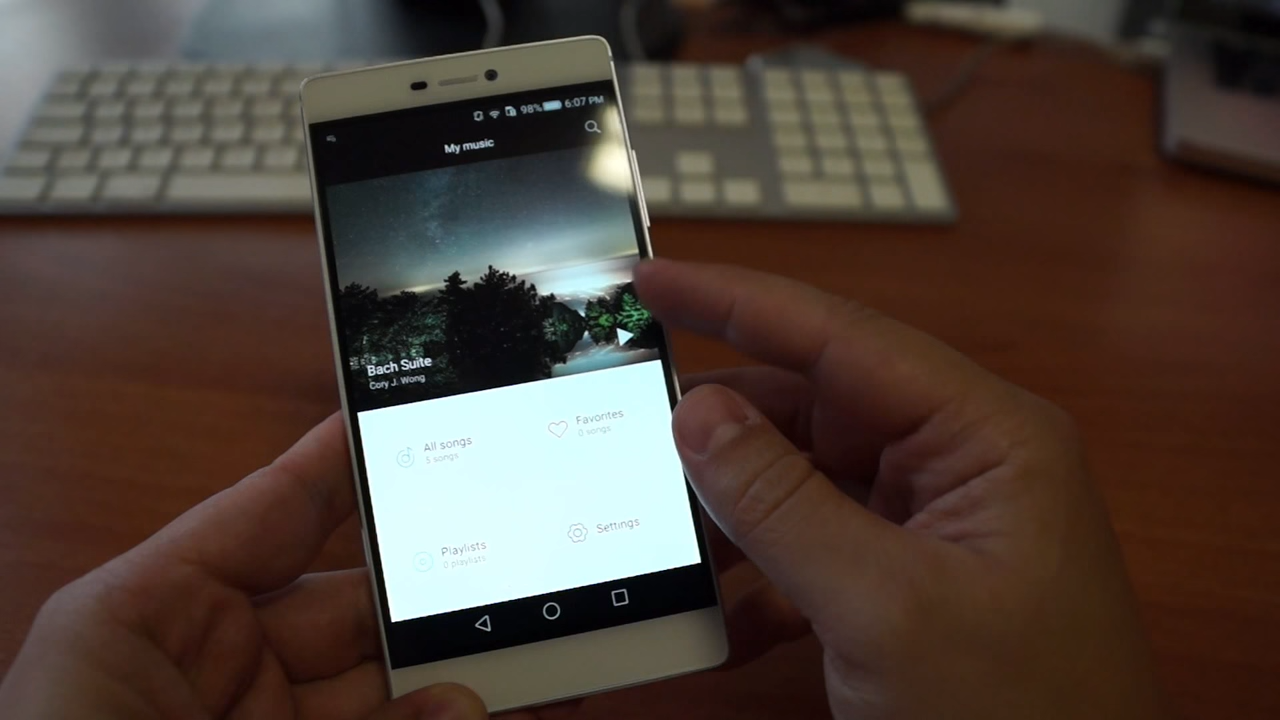 98% 6:07 PM
My music
Bach Suite
Cory J. Wong
All songs
5 songs
Favorites
0 songs
Playlists
0 playlists
Settings